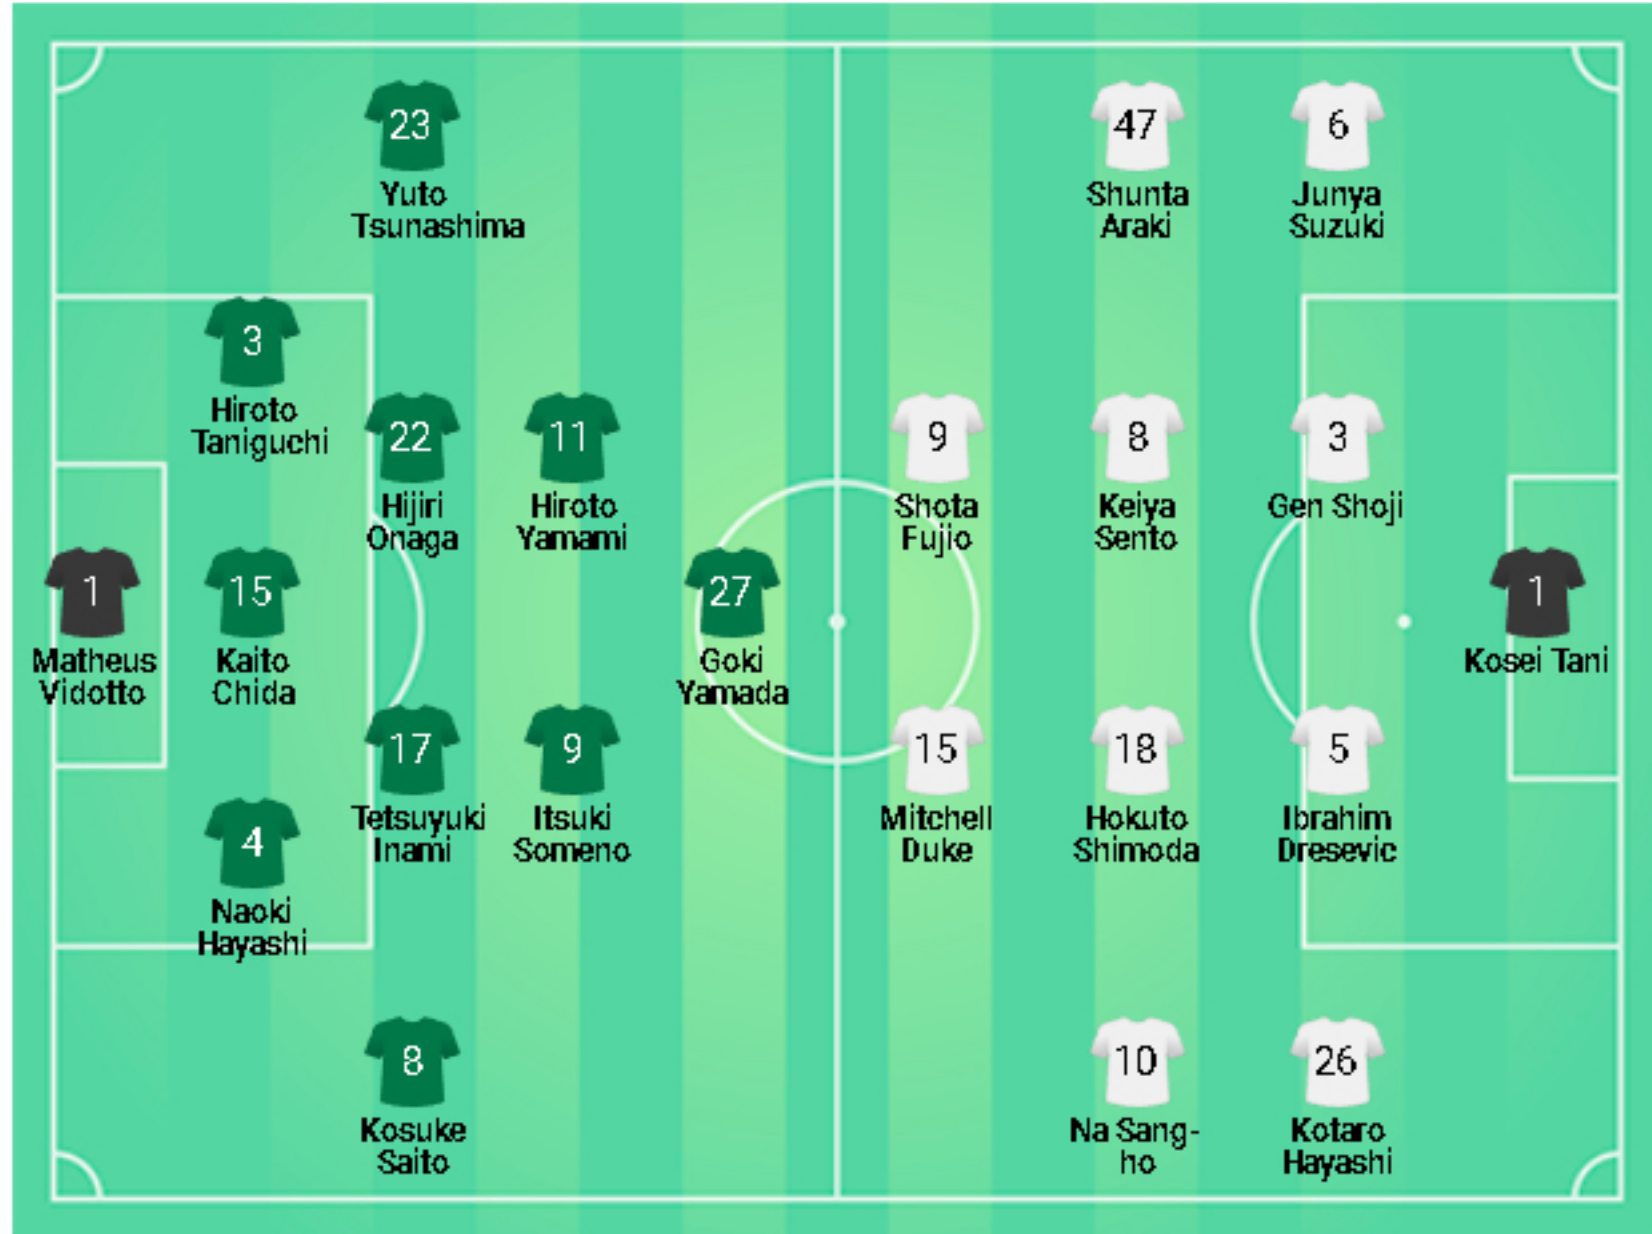 23
Yuto
Tsunashima
47
Shunta
Araki
6
Junya
Suzuki
3
Hiroto
Taniguchi
22
Hijiri
Onaga
11
Hiroto
Yamami
9
Shota
Fujio
8
Keiya
Sento
3
Gen Shoji
1
Matheus
Vidotto
15
Kaito
Chida
27
Goki
Yamada
1
Kosei Tani
17
Tetsuyuki
Inami
9
Itsuki
Someno
15
Mitchell
Duke
18
Hokuto
Shimoda
5
Ibrahim
Dresevic
4
Naoki
Hayashi
8
Kosuke
Saito
10
Na Sang-
ho
26
Kotaro
Hayashi